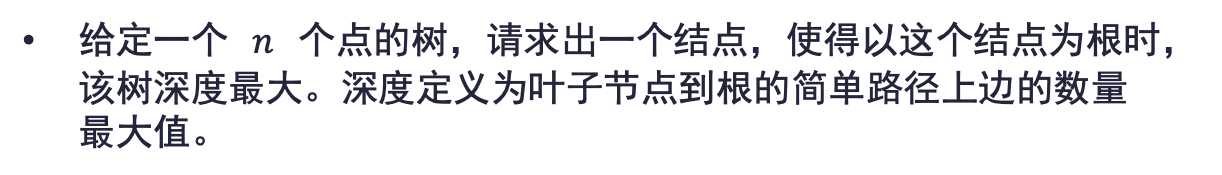 • 给定一个 n 个点的树，请求出一个结点，使得以这个结点为根时，
该树深度最大。深度定义为叶子节点到根的简单路径上边的数量
最大值。